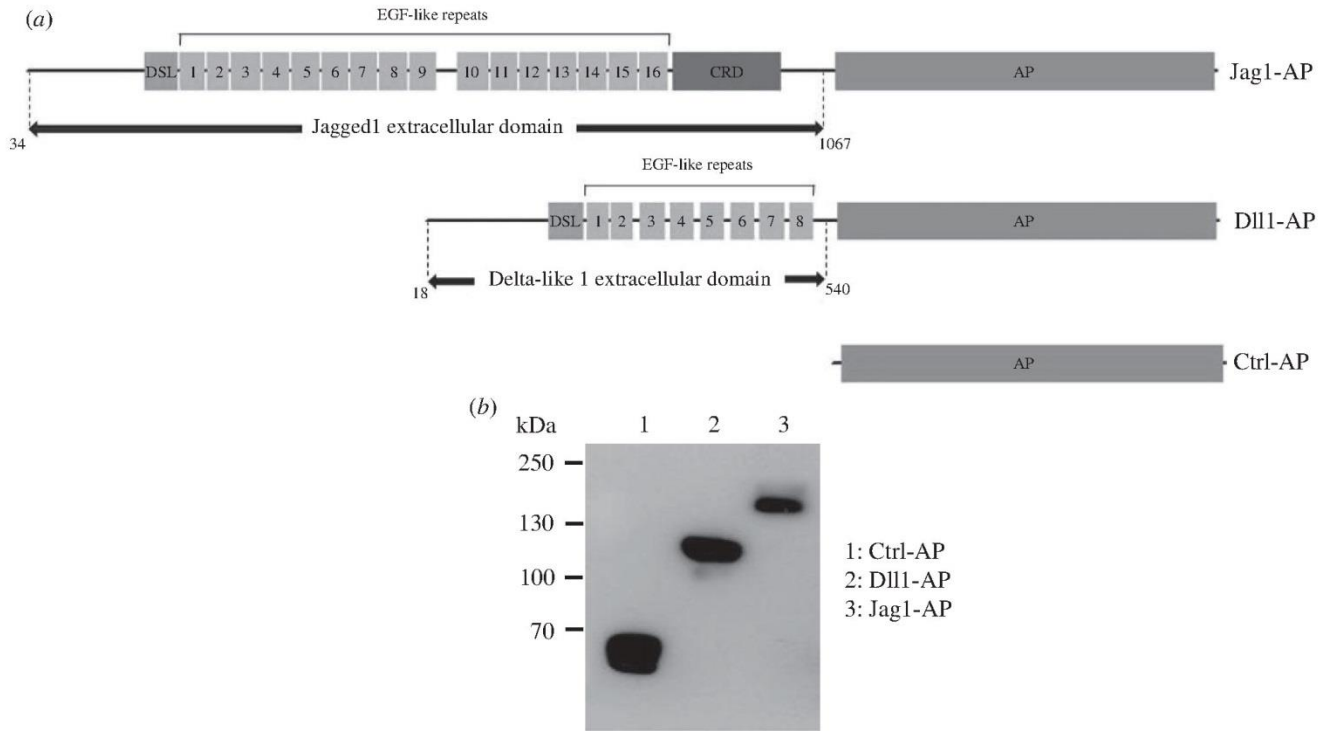 (a)
EGF-like repeats
DSL 1 2 3 4 5 6 7 8 9 10 11 12 13 14 15 16 CRD AP Jag1-AP
Jagged1 extracellular domain
34 1067
EGF-like repeats
DSL 1 2 3 4 5 6 7 8 AP Dll1-AP
Delta-like 1 extracellular domain
18 540
AP Ctrl-AP
(b)
kDa 1 2 3
250
130
100
70
1: Ctrl-AP
2: Dll1-AP
3: Jag1-AP